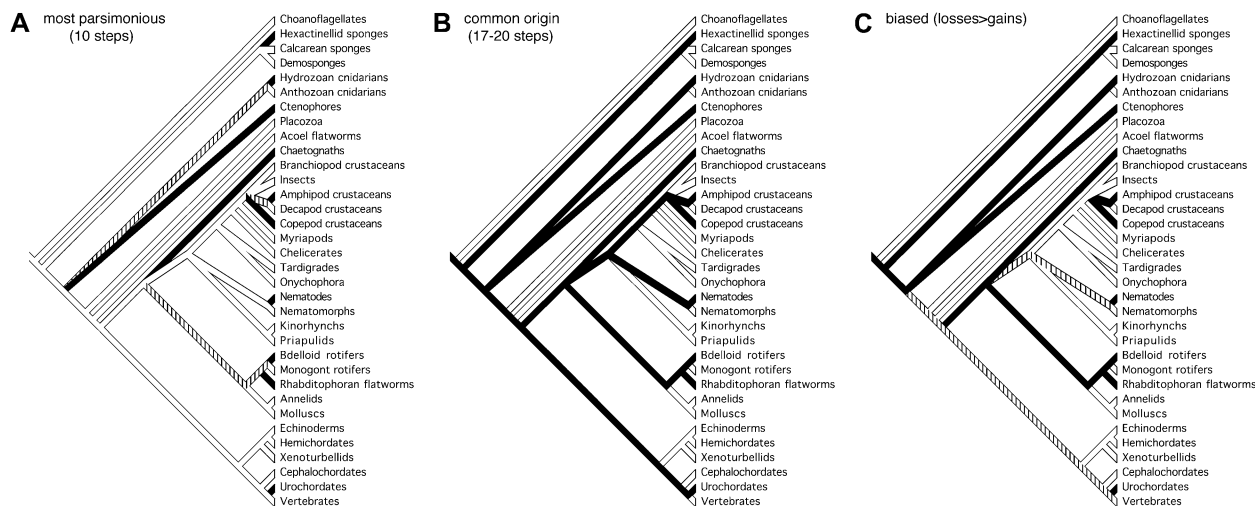 A most parsimonious
(10 steps)
Choanoflagellates
Hexactinellid sponges
Calcarean sponges
Demosponges
Hydrozoan cnidarians
Anthozoan cnidarians
Ctenophores
Placozoa
Acoel flatworms
Chaetognaths
Branchiopod crustaceans
Insects
Amphipod crustaceans
Decapod crustaceans
Copepod crustaceans
Myriapods
Chelicerates
Tardigrades
Onychophora
Nematodes
Nematomorphs
Kinorhynchs
Priapulids
Bdelloid rotifers
Monogont rotifers
Rhabditophoran flatworms
Annelids
Molluscs
Echinoderms
Hemichordates
Xenoturbellids
Cephalochordates
Urochordates
Vertebrates
B common origin
(17-20 steps)
Choanoflagellates
Hexactinellid sponges
Calcarean sponges
Demosponges
Hydrozoan cnidarians
Anthozoan cnidarians
Ctenophores
Placozoa
Acoel flatworms
Chaetognaths
Branchiopod crustaceans
Insects
Amphipod crustaceans
Decapod crustaceans
Copepod crustaceans
Myriapods
Chelicerates
Tardigrades
Onychophora
Nematodes
Nematomorphs
Kinorhynchs
Priapulids
Bdelloid rotifers
Monogont rotifers
Rhabditophoran flatworms
Annelids
Molluscs
Echinoderms
Hemichordates
Xenoturbellids
Cephalochordates
Urochordates
Vertebrates
C biased (losses>gains)
Choanoflagellates
Hexactinellid sponges
Calcarean sponges
Demosponges
Hydrozoan cnidarians
Anthozoan cnidarians
Ctenophores
Placozoa
Acoel flatworms
Chaetognaths
Branchiopod crustaceans
Insects
Amphipod crustaceans
Decapod crustaceans
Copepod crustaceans
Myriapods
Chelicerates
Tardigrades
Onychophora
Nematodes
Nematomorphs
Kinorhynchs
Priapulids
Bdelloid rotifers
Monogont rotifers
Rhabditophoran flatworms
Annelids
Molluscs
Echinoderms
Hemichordates
Xenoturbellids
Cephalochordates
Urochordates
Vertebrates